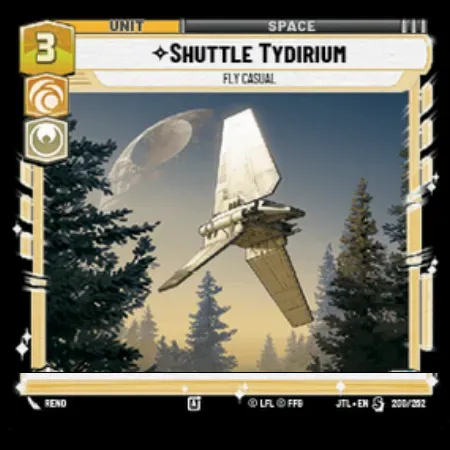 UNIT SPACE
3
SHUTTLE TYDIRIUM
FLY CASUAL
RENO Ⓒ LFL Ⓒ FFG JTL • EN 200/262